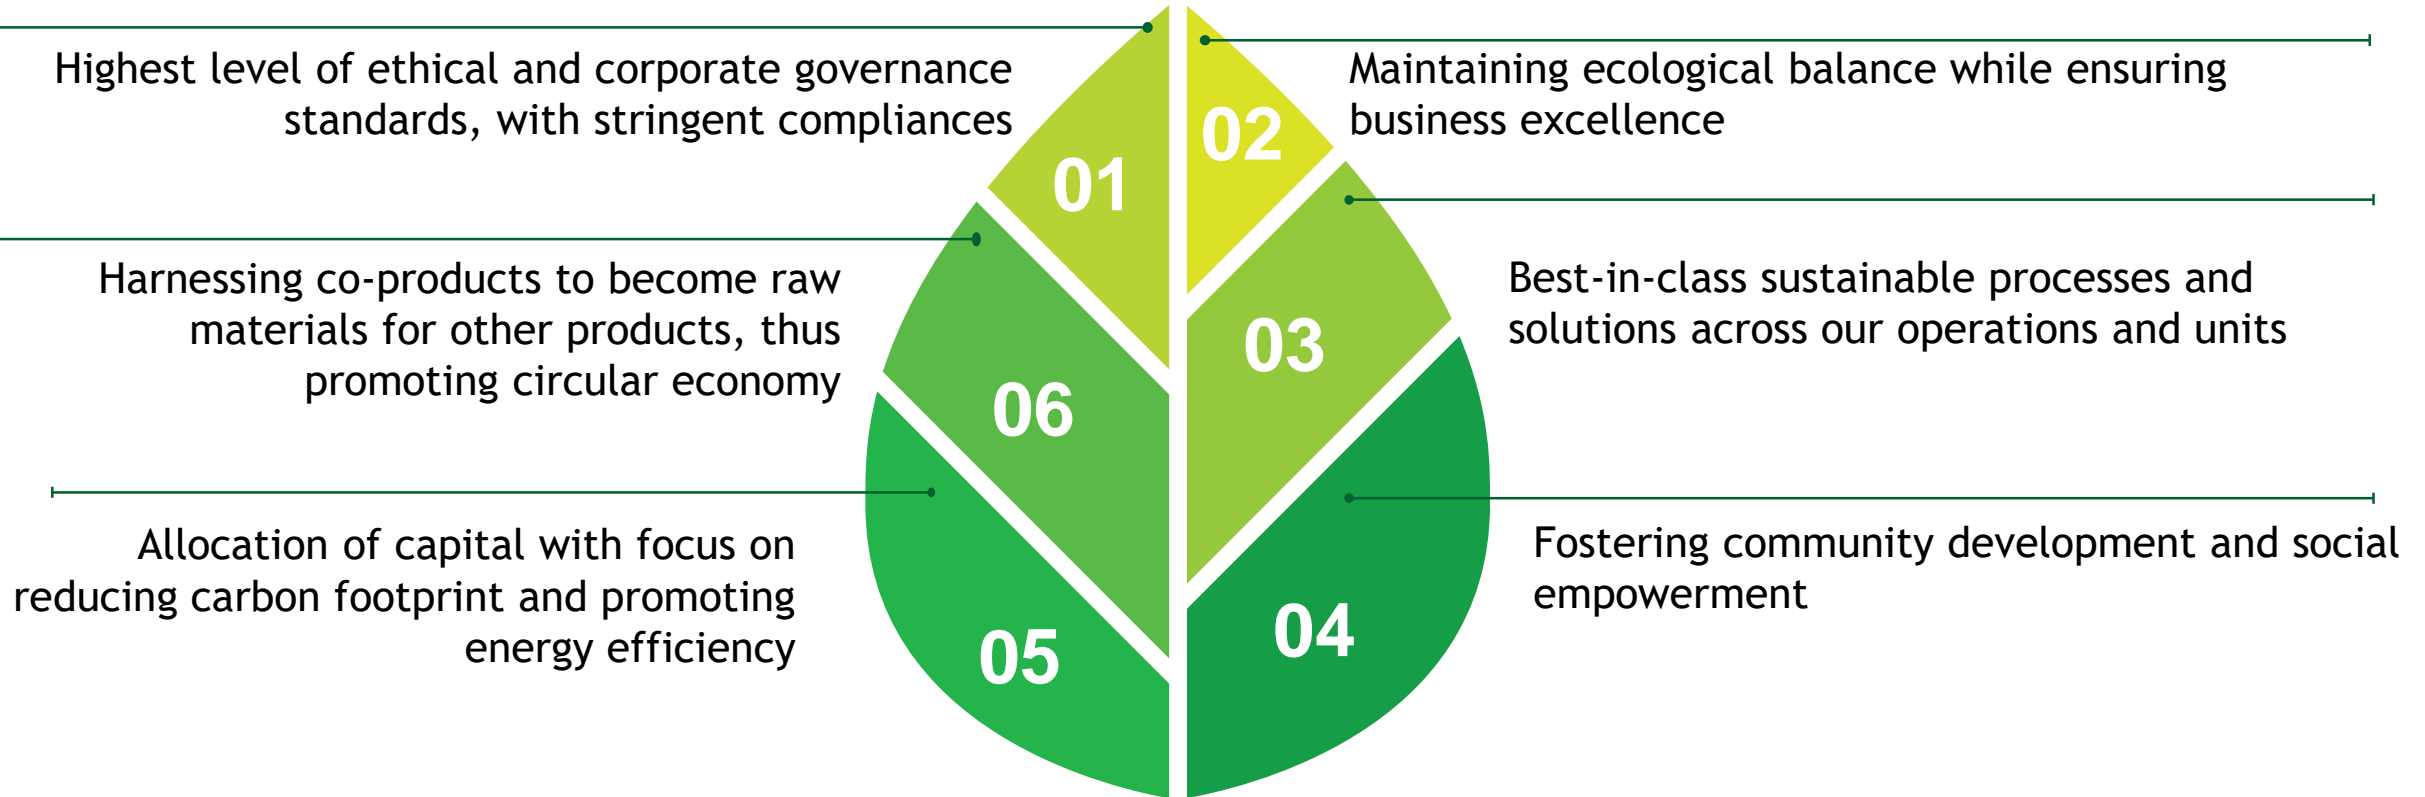 Highest level of ethical and corporate governance
standards, with stringent compliances
01
02
Maintaining ecological balance while ensuring
business excellence
03
Best-in-class sustainable processes and
solutions across our operations and units
04
Fostering community development and social
empowerment
05
Allocation of capital with focus on
reducing carbon footprint and promoting
energy efficiency
06
Harnessing co-products to become raw
materials for other products, thus
promoting circular economy